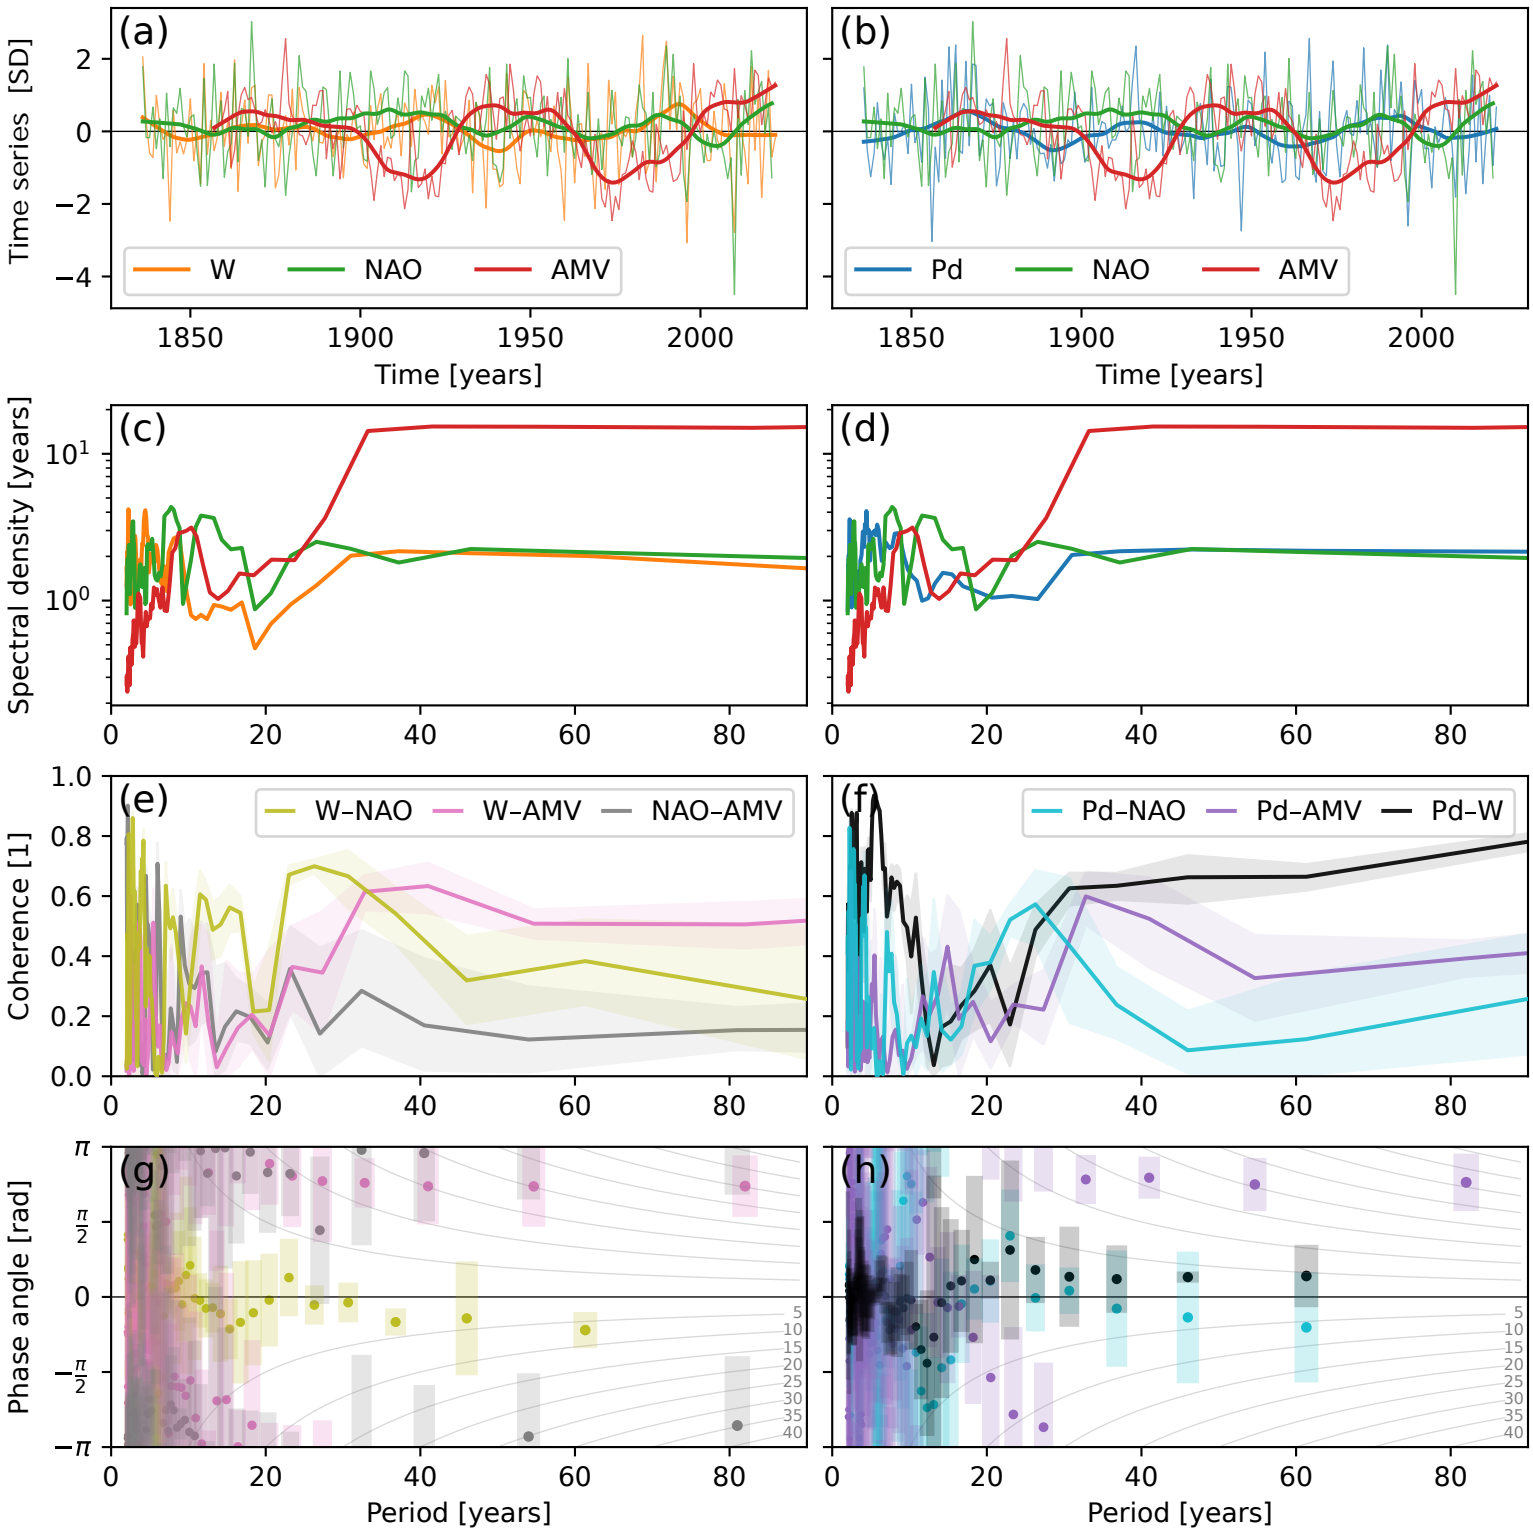 (a)
(b)
Time series [SD]
2
0
−2
−4
W NAO AMV
Pd NAO AMV
1850 1900 1950 2000
1850 1900 1950 2000
Time [years]
Time [years]
(c)
(d)
Spectral density [years]
10¹
10⁰
0 20 40 60 80
0 20 40 60 80
(e)
(f)
W–NAO W–AMV NAO–AMV
Pd–NAO Pd–AMV Pd–W
Coherence [1]
1.0
0.8
0.6
0.4
0.2
0.0
0 20 40 60 80
0 20 40 60 80
(g)
(h)
Phase angle [rad]
π
π/2
0
−π/2
−π
5
10
15
20
25
30
35
40
5
10
15
20
25
30
35
40
0 20 40 60 80
0 20 40 60 80
Period [years]
Period [years]